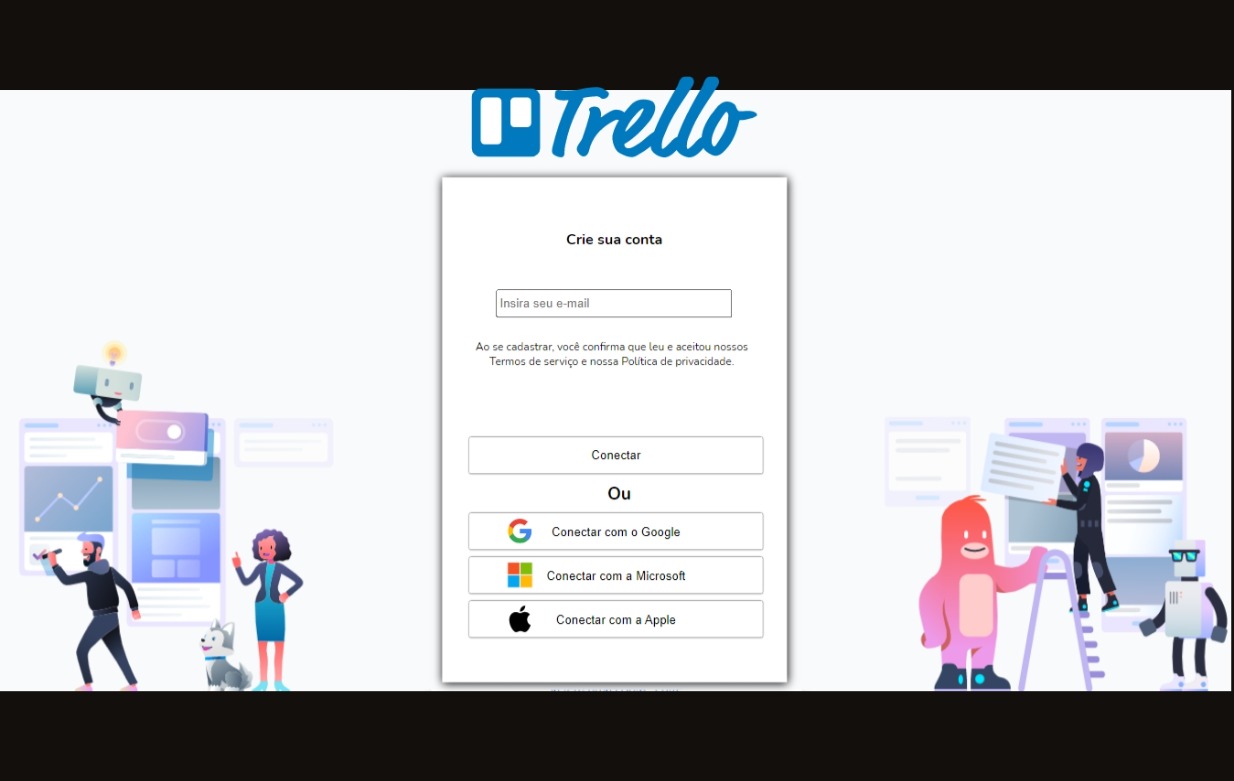 Trello
Crie sua conta
Insira seu e-mail
Ao se cadastrar, você confirma que leu e aceitou nossos
Termos de serviço e nossa Política de privacidade.
Conectar
Ou
Conectar com o Google
Conectar com a Microsoft
Conectar com a Apple